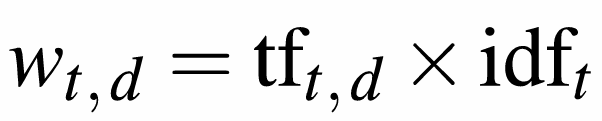 w_{t,d} = tf_{t,d} × idf_t